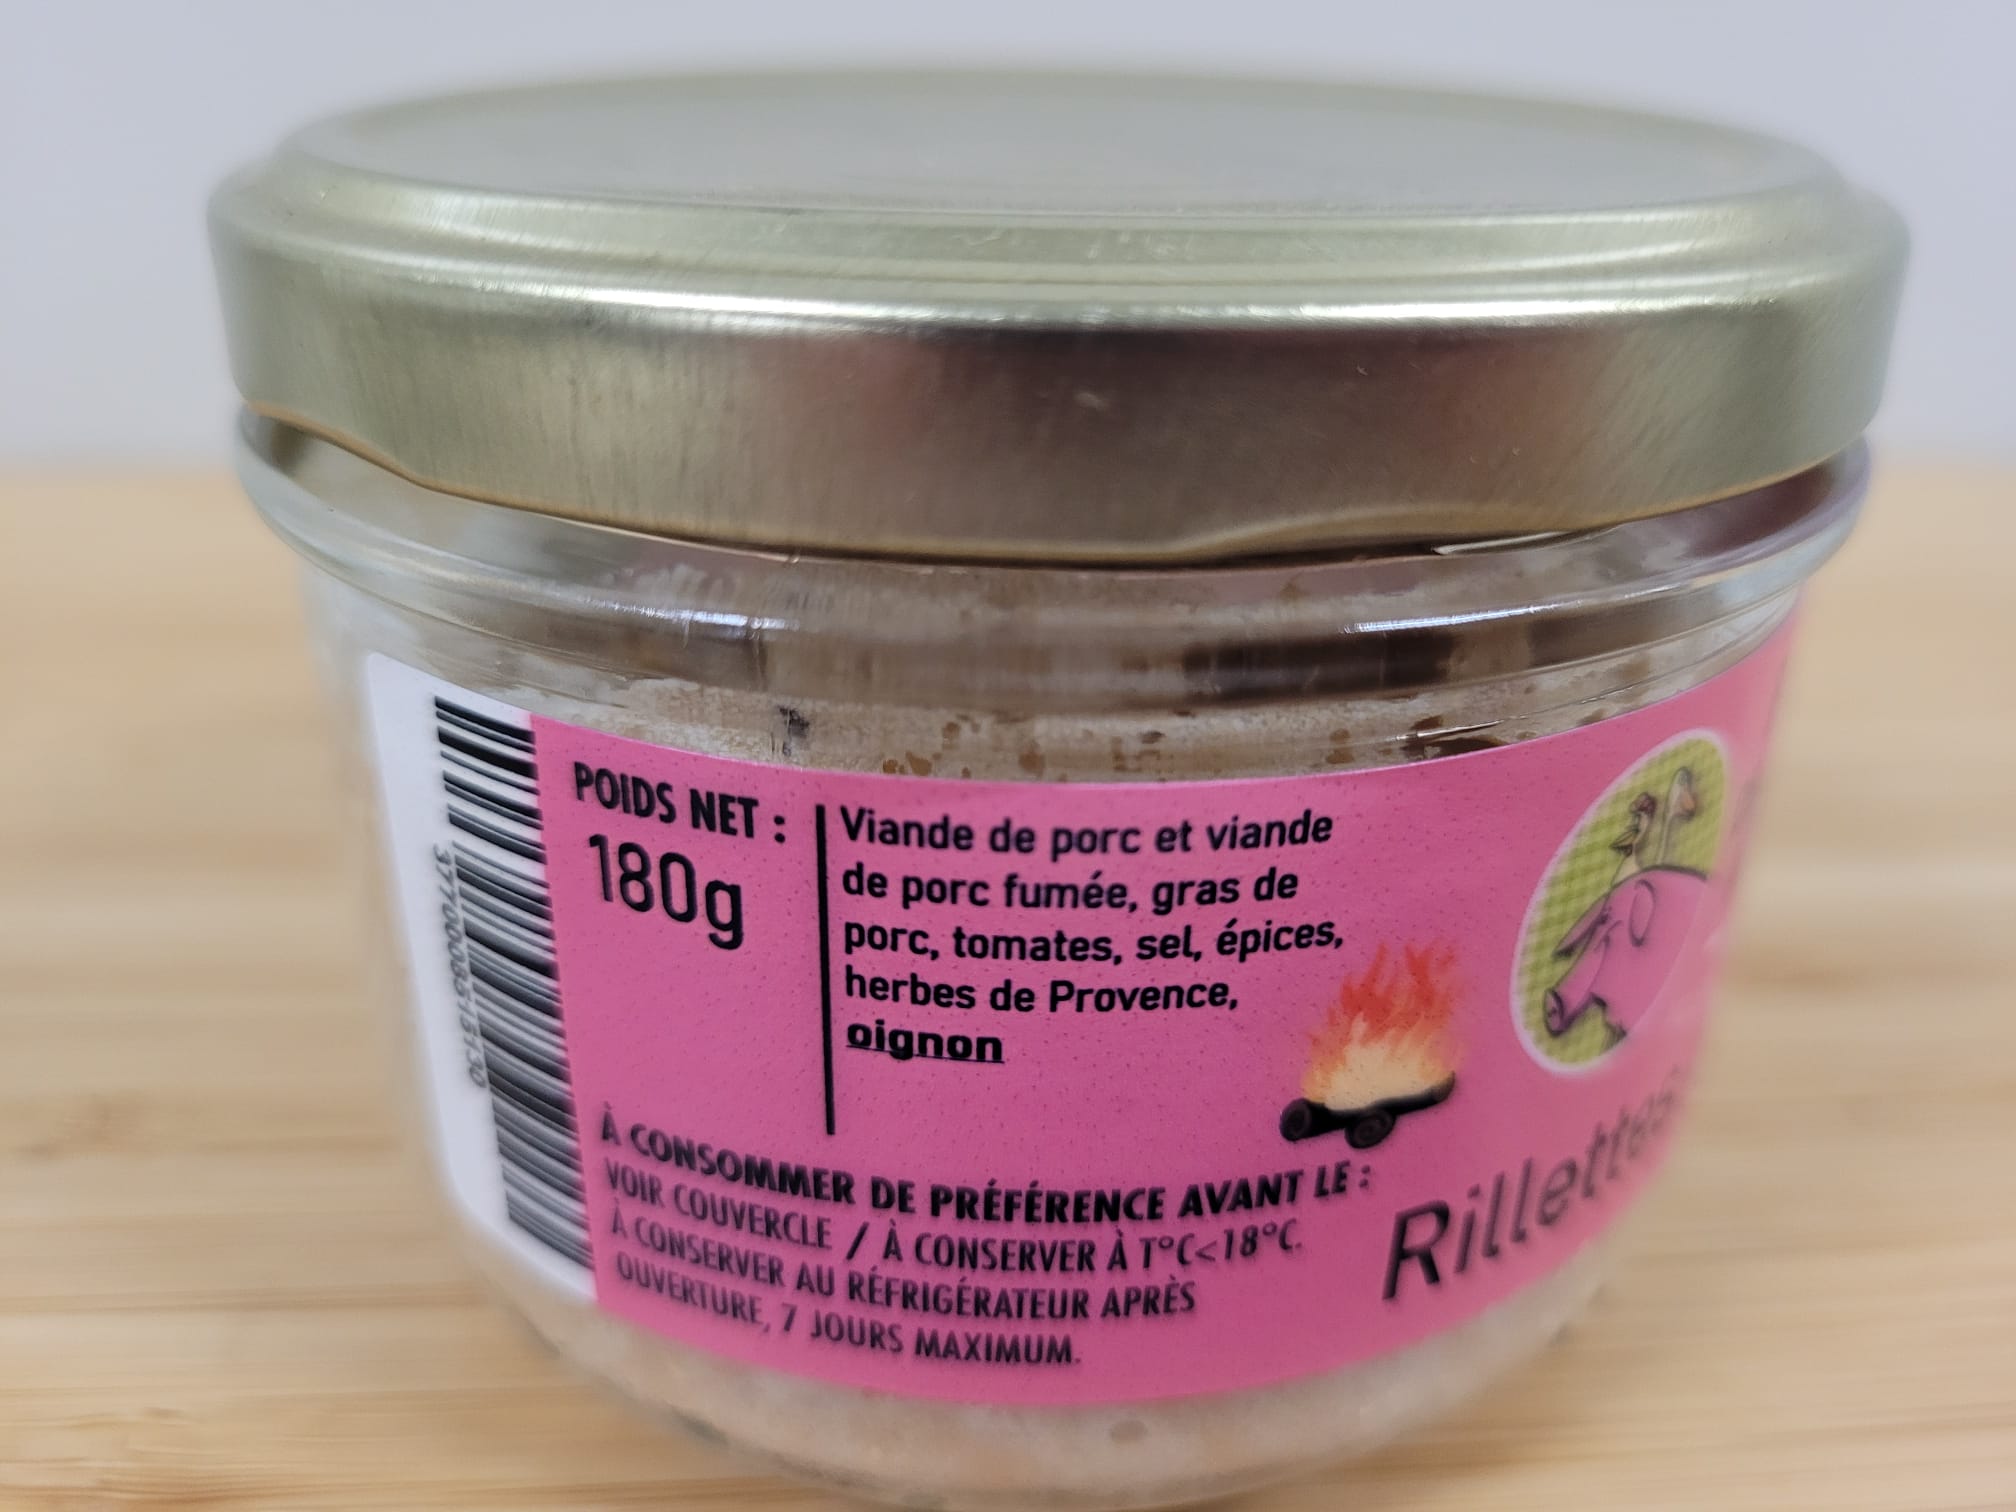 POIDS NET :
180g
Viande de porc et viande
de porc fumée, gras de
porc, tomates, sel, épices,
herbes de Provence,
oignon
À CONSOMMER DE PRÉFÉRENCE AVANT LE :
VOIR COUVERCLE / À CONSERVER À T°C<18°C.
À CONSERVER AU RÉFRIGÉRATEUR APRÈS
OUVERTURE, 7 JOURS MAXIMUM.
Rillettes